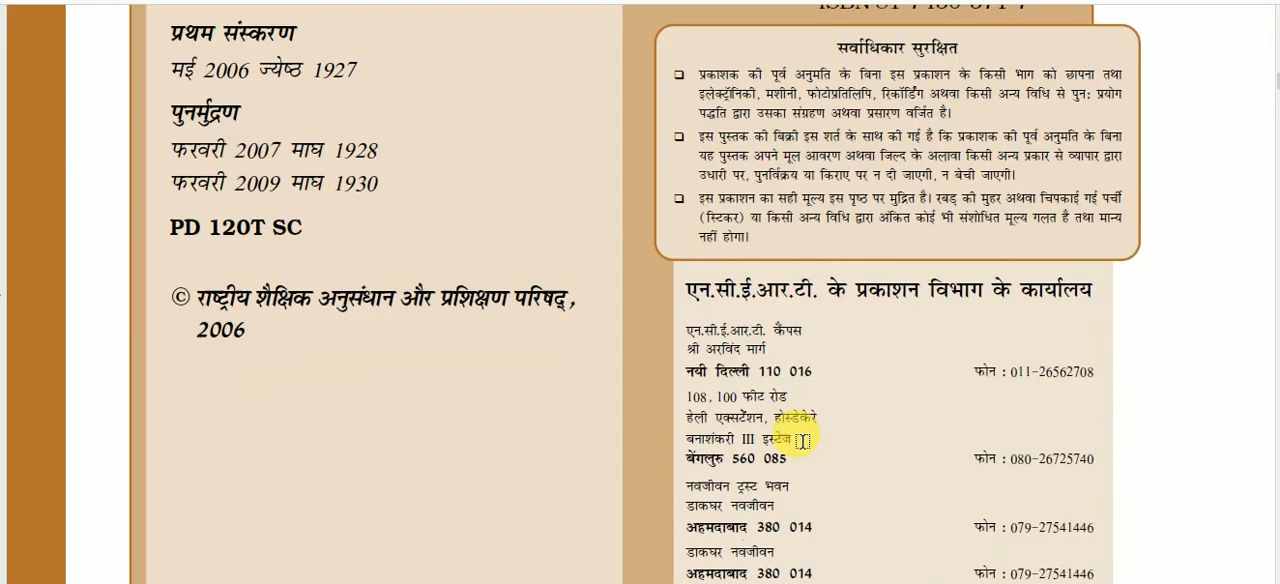 प्रथम संस्करण
मई 2006 ज्येष्ठ 1927
पुनर्मुद्रण
फरवरी 2007 माघ 1928
फरवरी 2009 माघ 1930
PD 120T SC
© राष्ट्रीय शैक्षिक अनुसंधान और प्रशिक्षण परिषद्,
2006
सर्वाधिकार सुरक्षित
❑ प्रकाशक की पूर्व अनुमति के बिना इस प्रकाशन के किसी भाग को छापना तथा
इलेक्ट्रॉनिकी, मशीनी, फोटोप्रतिलिपि, रिकॉर्डिंग अथवा किसी अन्य विधि से पुन: प्रयोग
पद्धति द्वारा उसका संग्रहण अथवा प्रसारण वर्जित है।
❑ इस पुस्तक की बिक्री इस शर्त के साथ की गई है कि प्रकाशक की पूर्व अनुमति के बिना
यह पुस्तक अपने मूल आवरण अथवा जिल्द के अलावा किसी अन्य प्रकार से व्यापार द्वारा
उधारी पर, पुनर्विक्रय या किराए पर न दी जाएगी, न बेची जाएगी।
❑ इस प्रकाशन का सही मूल्य इस पृष्ठ पर मुद्रित है। रबड़ की मुहर अथवा चिपकाई गई पर्ची
(स्टिकर) या किसी अन्य विधि द्वारा अंकित कोई भी संशोधित मूल्य गलत है तथा मान्य
नहीं होगा।
एन.सी.ई.आर.टी. के प्रकाशन विभाग के कार्यालय
एन.सी.ई.आर.टी. कैंपस
श्री अरविंद मार्ग
नयी दिल्ली 110 016 फोन : 011-26562708
108, 100 फीट रोड
हेली एक्सटेंशन, होस्डेकेरे
बनाशंकरी III इस्टेज
बेंगलुरु 560 085 फोन : 080-26725740
नवजीवन ट्रस्ट भवन
डाकघर नवजीवन
अहमदाबाद 380 014 फोन : 079-27541446
डाकघर नवजीवन
अहमदाबाद 380 014 फोन : 079-27541446